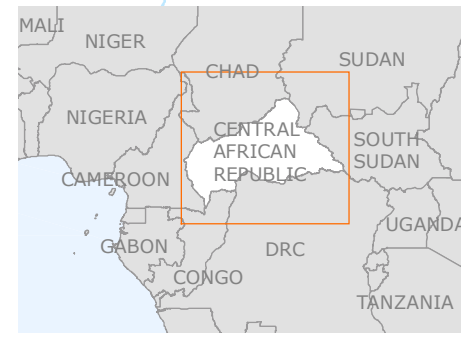 MALI
NIGER
SUDAN
CHAD
NIGERIA
CENTRAL
AFRICAN
REPUBLIC
SOUTH
SUDAN
CAMEROON
UGANDA
GABON
DRC
CONGO
TANZANIA